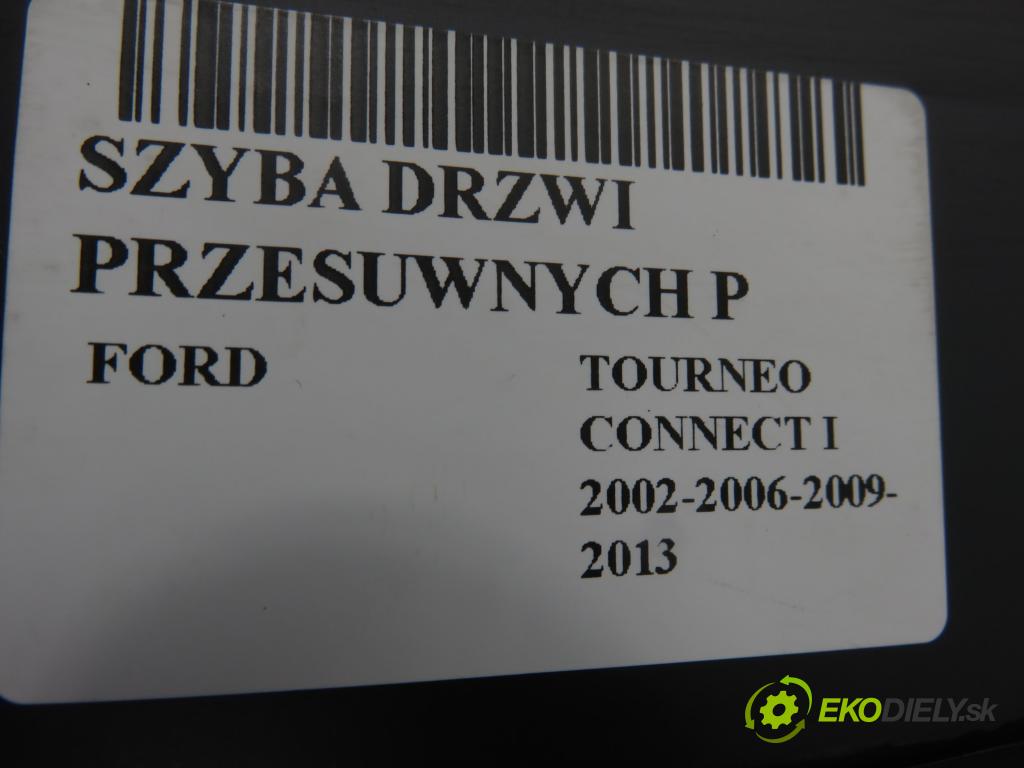 SZYBA DRZWI
PRZESUWNYCH P
FORD
TOURNEO
CONNECT I
2002-2006-2009-
2013
EKODIELY.sk